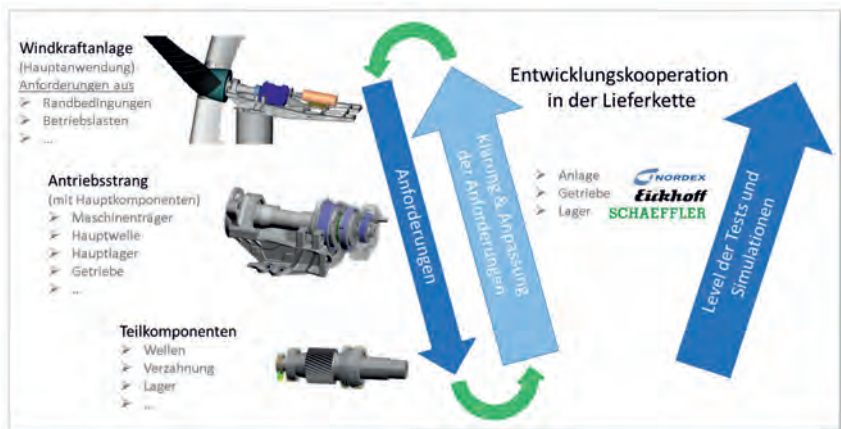 Windkraftanlage
(Hauptanwendung)
Anforderungen aus
➢ Randbedingungen
➢ Betriebslasten
➢ ...
Antriebsstrang
(mit Hauptkomponenten)
➢ Maschinenträger
➢ Hauptwelle
➢ Hauptlager
➢ Getriebe
➢ ...
Teilkomponenten
➢ Wellen
➢ Verzahnung
➢ Lager
➢ ...
Anforderungen
Klärung & Anpassung
der Anforderungen
Entwicklungskooperation
in der Lieferkette
➢ Anlage NORDEX
➢ Getriebe Eickhoff
➢ Lager SCHAEFFLER
Level der Tests und
Simulationen